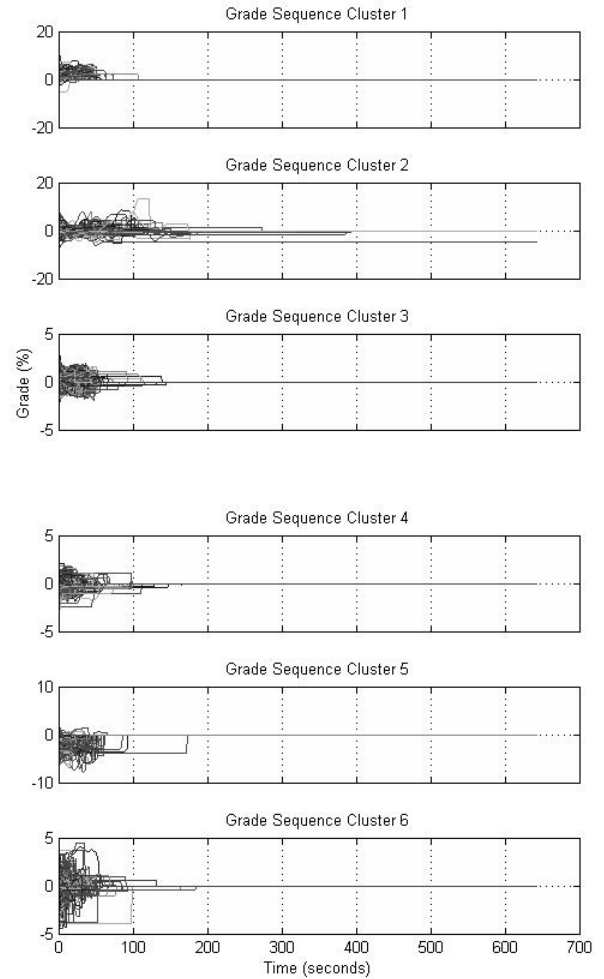 Grade Sequence Cluster 1
20
0
-20
Grade Sequence Cluster 2
20
0
-20
Grade Sequence Cluster 3
5
0
-5
Grade (%)
Grade Sequence Cluster 4
5
0
-5
Grade Sequence Cluster 5
10
0
-10
Grade Sequence Cluster 6
5
0
-5
0 100 200 300 400 500 600 700
Time (seconds)